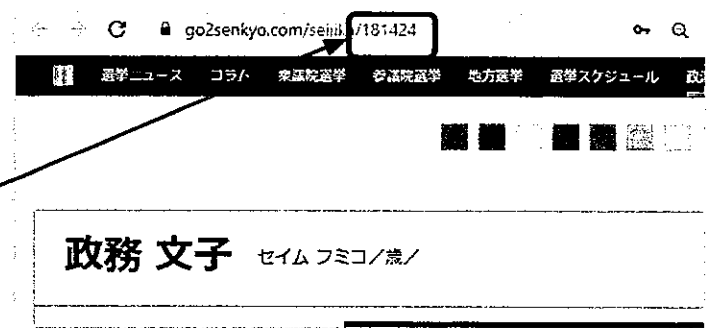 go2senkyo.com/seijika/181424
選挙ニュース コラム 衆議院選挙 参議院選挙 地方選挙 選挙スケジュール 政
政務 文子 セイム フミコ/歳/